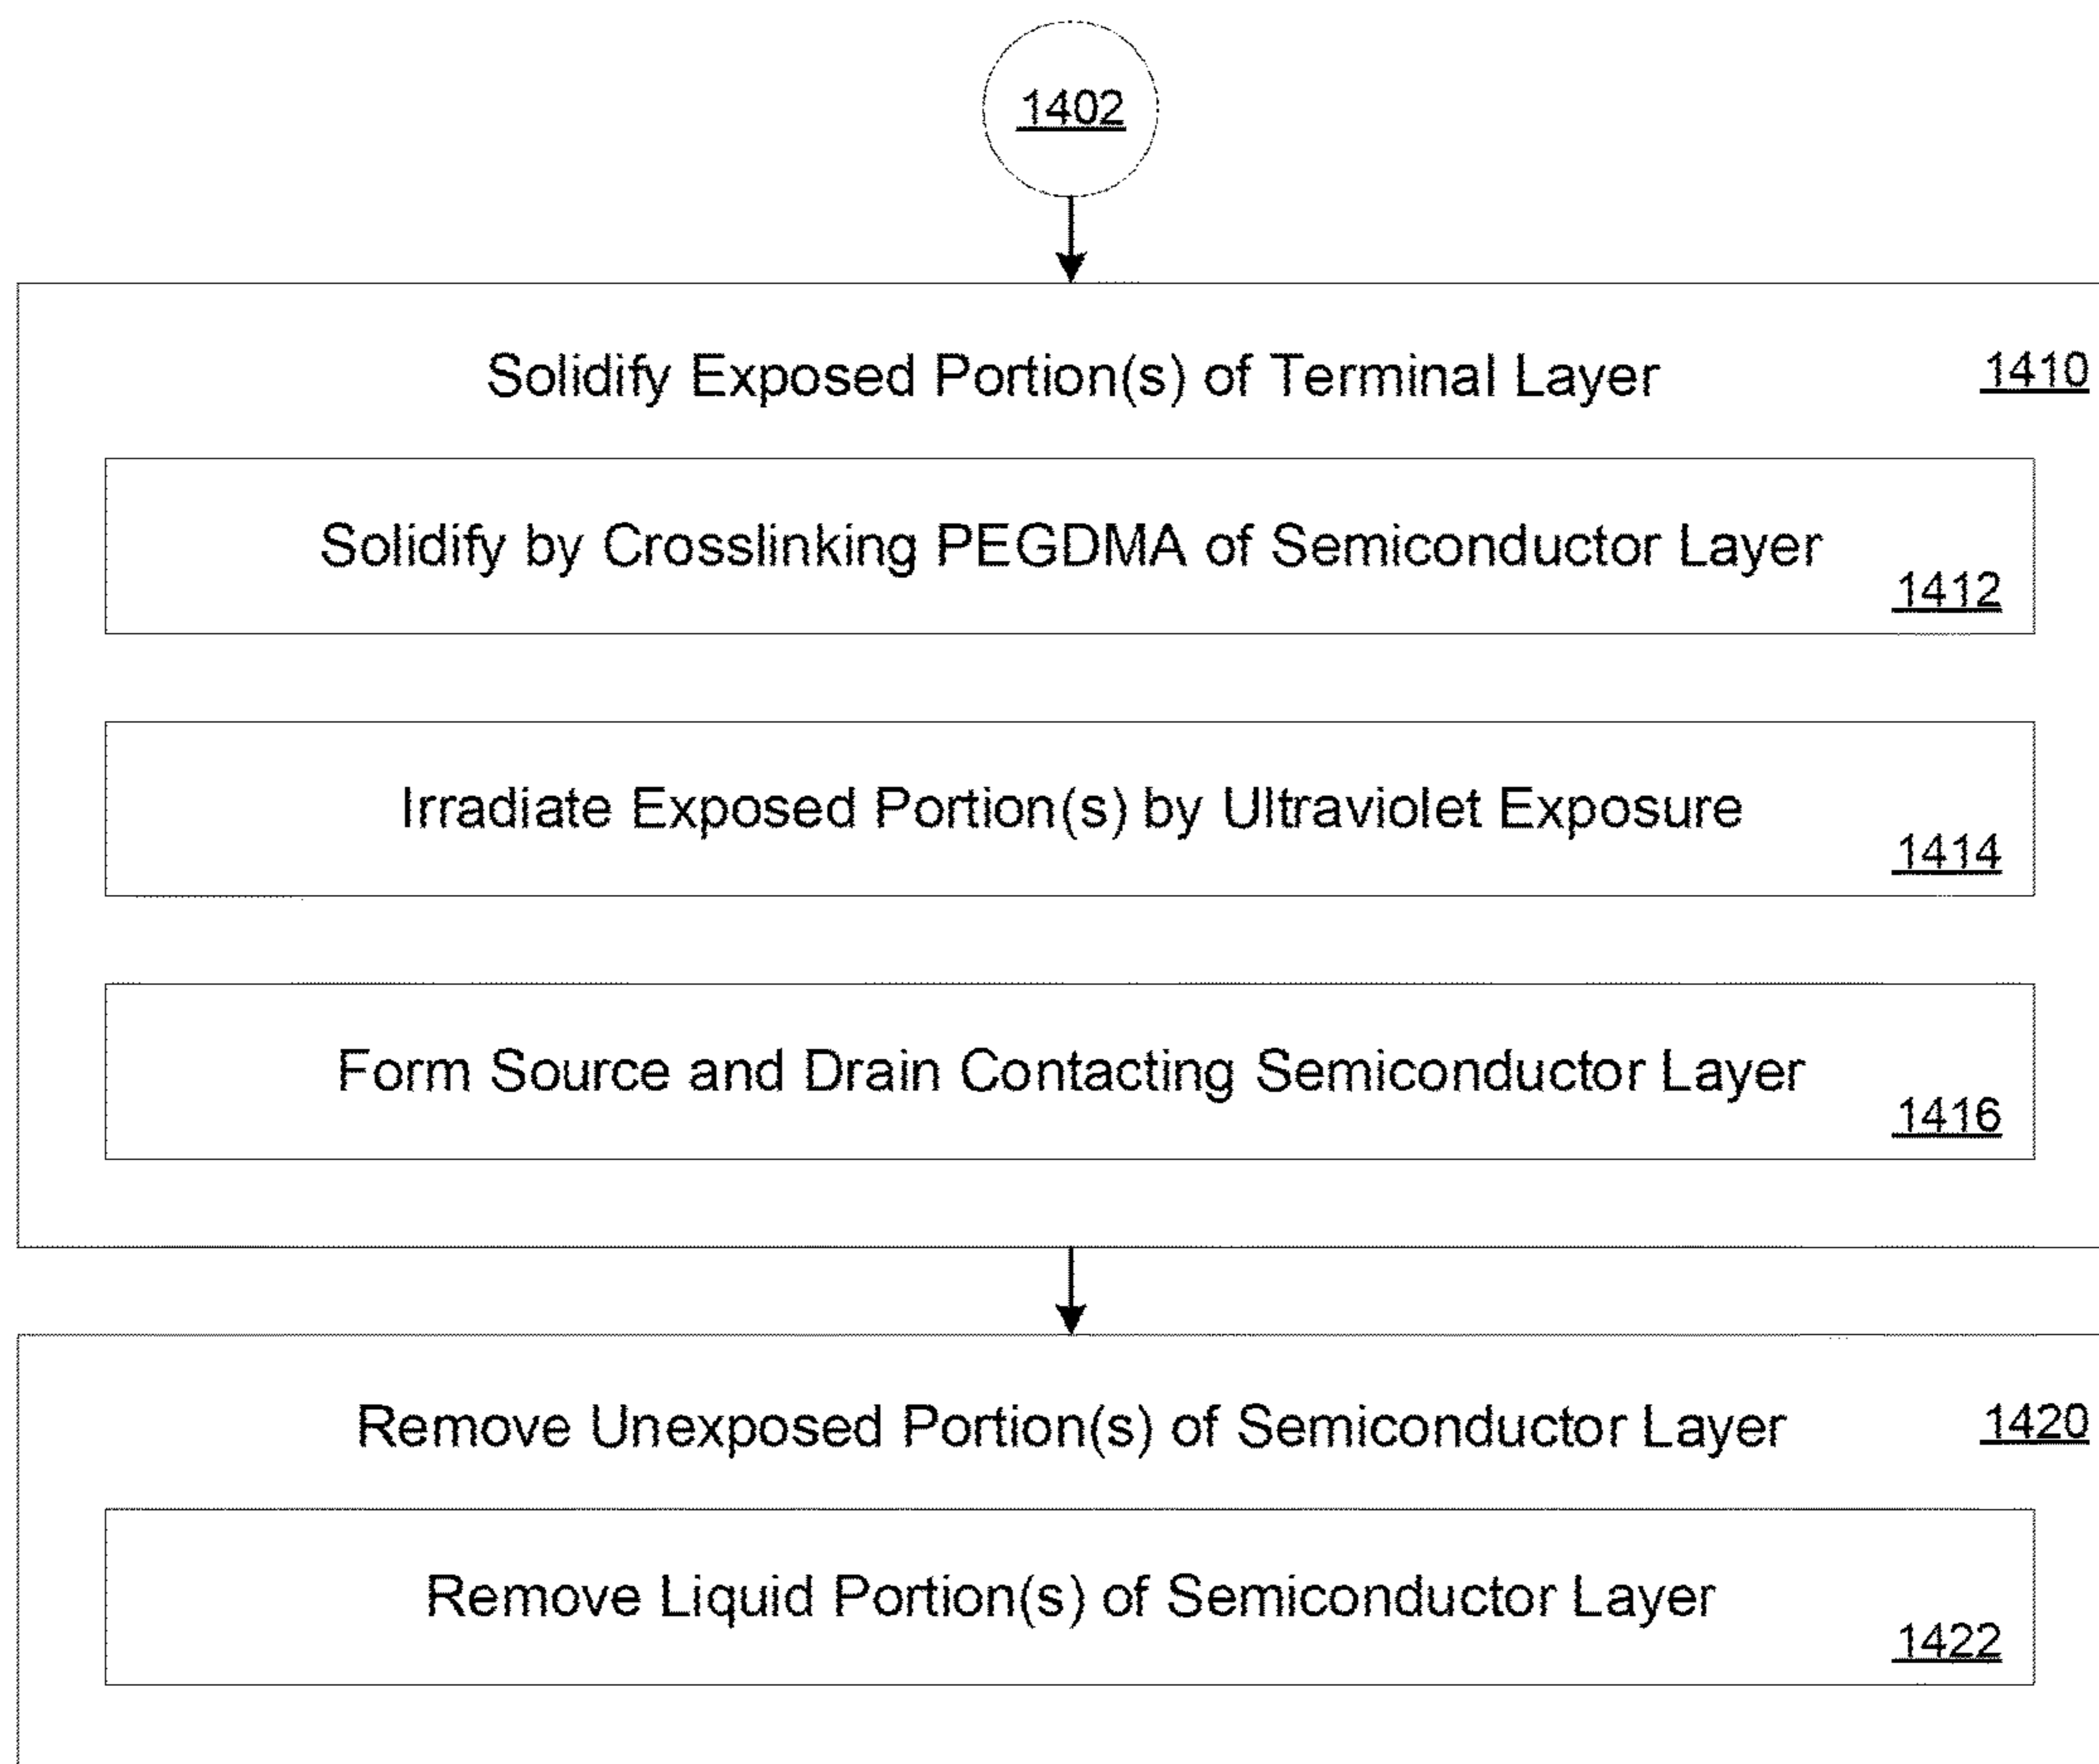 1402
Solidify Exposed Portion(s) of Terminal Layer 1410
Solidify by Crosslinking PEGDMA of Semiconductor Layer
1412
Irradiate Exposed Portion(s) by Ultraviolet Exposure
1414
Form Source and Drain Contacting Semiconductor Layer
1416
Remove Unexposed Portion(s) of Semiconductor Layer 1420
Remove Liquid Portion(s) of Semiconductor Layer
1422